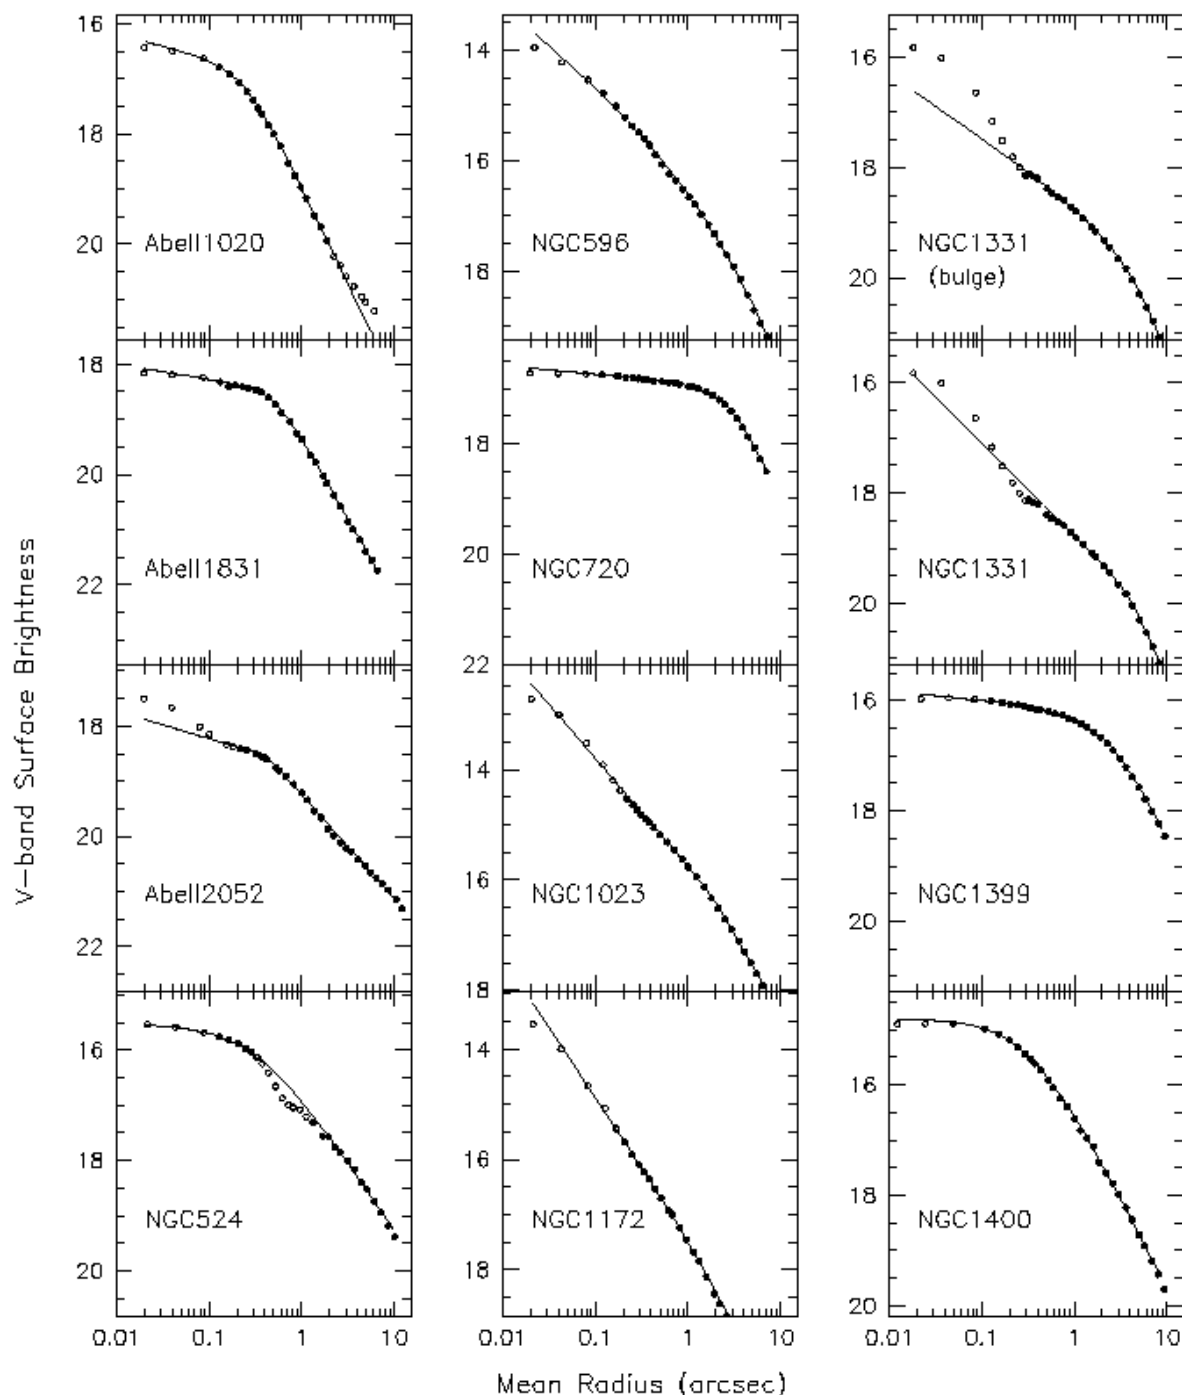 16
18
20
Abell1020
14
16
18
NGC596
16
18
20
NGC1331
(bulge)
18
20
22
Abell1831
18
20
22
NGC720
16
18
20
NGC1331
18
20
22
Abell2052
14
16
18
NGC1023
16
18
20
NGC1399
16
18
20
NGC524
14
16
18
NGC1172
16
18
20
NGC1400
0.01 0.1 1 10
0.01 0.1 1 10
0.01 0.1 1 10
V-band Surface Brightness
Mean Radius (arcsec)